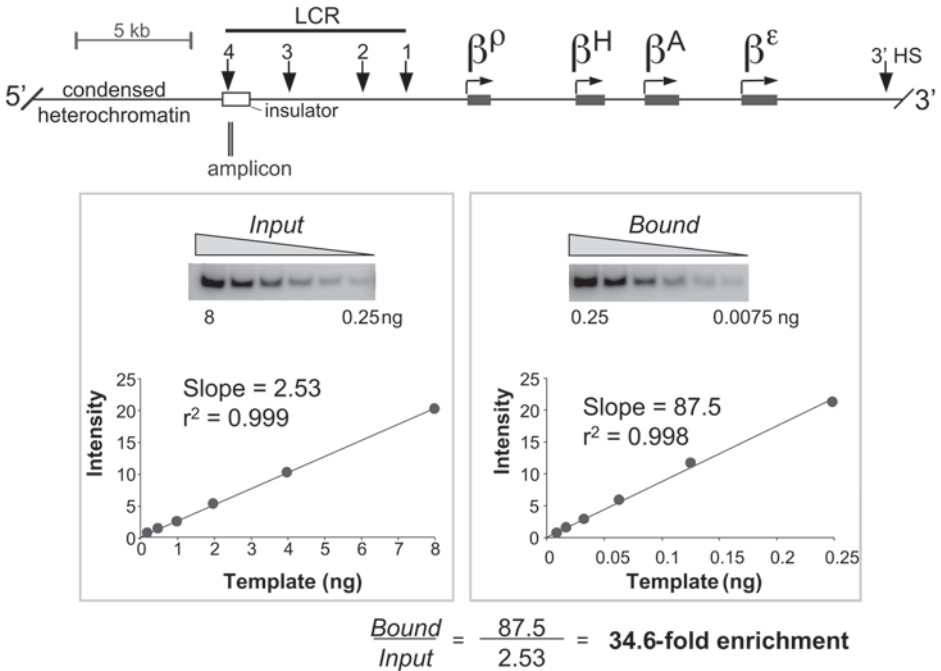 5 kb
LCR
4 3 2 1
βᵖ βᴴ βᴬ βᵋ
3' HS
5' 3'
condensed
heterochromatin
insulator
amplicon
Input
8 0.25ng
Slope = 2.53
r² = 0.999
Intensity
25
20
15
10
5
0
0 1 2 3 4 5 6 7 8
Template (ng)
Bound
0.25 0.0075 ng
Slope = 87.5
r² = 0.998
Intensity
25
20
15
10
5
0
0 0.05 0.1 0.15 0.2 0.25
Template (ng)
Bound / Input = 87.5 / 2.53 = 34.6-fold enrichment